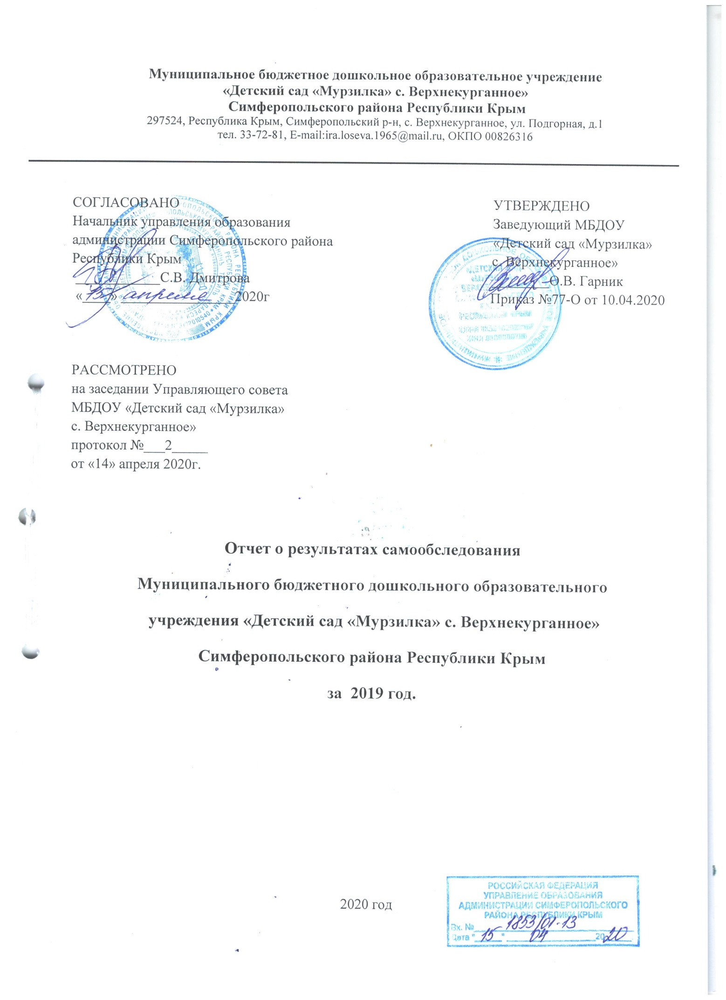 Муниципальное бюджетное дошкольное образовательное учреждение
«Детский сад «Мурзилка» с. Верхнекурганное»
Симферопольского района Республики Крым
297524, Республика Крым, Симферопольский р-н, с. Верхнекурганное, ул. Подгорная, д.1
тел. 33-72-81, E-mail:ira.loseva.1965@mail.ru, ОКПО 00826316
СОГЛАСОВАНО
Начальник управления образования
администрации Симферопольского района
Республики Крым
____________С.В. Дмитрова
«15» апреля 2020г
УТВЕРЖДЕНО
Заведующий МБДОУ
«Детский сад «Мурзилка»
с. Верхнекурганное»
О.В. Гарник
Приказ №77-О от 10.04.2020
РАССМОТРЕНО
на заседании Управляющего совета
МБДОУ «Детский сад «Мурзилка»
с. Верхнекурганное»
протокол №___2_____
от «14» апреля 2020г.
Отчет о результатах самообследования
Муниципального бюджетного дошкольного образовательного
учреждения «Детский сад «Мурзилка» с. Верхнекурганное»
Симферопольского района Республики Крым
за 2019 год.
2020 год
РОССИЙСКАЯ ФЕДЕРАЦИЯ
УПРАВЛЕНИЕ ОБРАЗОВАНИЯ
АДМИНИСТРАЦИИ СИМФЕРОПОЛЬСКОГО
РАЙОНА РЕСПУБЛИКИ КРЫМ
Вх. № 1853/01-13
Дата "15" 04 2020